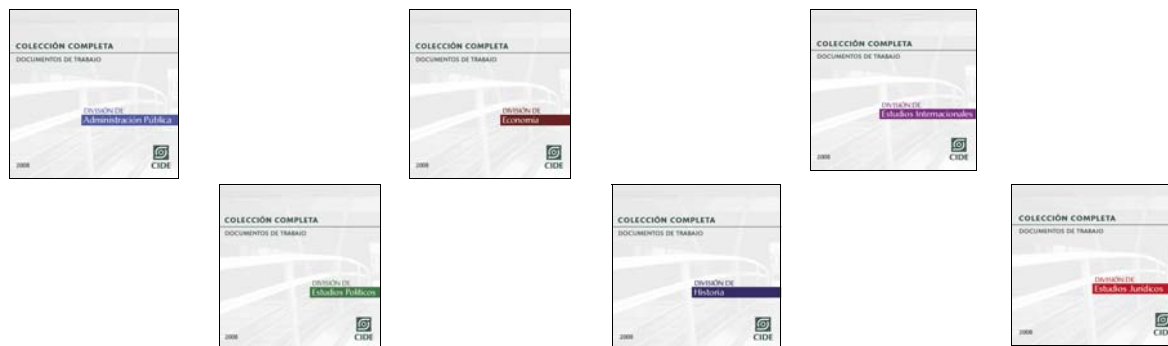 COLECCIÓN COMPLETA
DOCUMENTOS DE TRABAJO
DIVISIÓN DE
Administración Pública
2008
CIDE
COLECCIÓN COMPLETA
DOCUMENTOS DE TRABAJO
DIVISIÓN DE
Economía
2008
CIDE
COLECCIÓN COMPLETA
DOCUMENTOS DE TRABAJO
DIVISIÓN DE
Estudios Internacionales
2008
CIDE
COLECCIÓN COMPLETA
DOCUMENTOS DE TRABAJO
DIVISIÓN DE
Estudios Políticos
2008
CIDE
COLECCIÓN COMPLETA
DOCUMENTOS DE TRABAJO
DIVISIÓN DE
Historia
2008
CIDE
COLECCIÓN COMPLETA
DOCUMENTOS DE TRABAJO
DIVISIÓN DE
Estudios Jurídicos
2008
CIDE